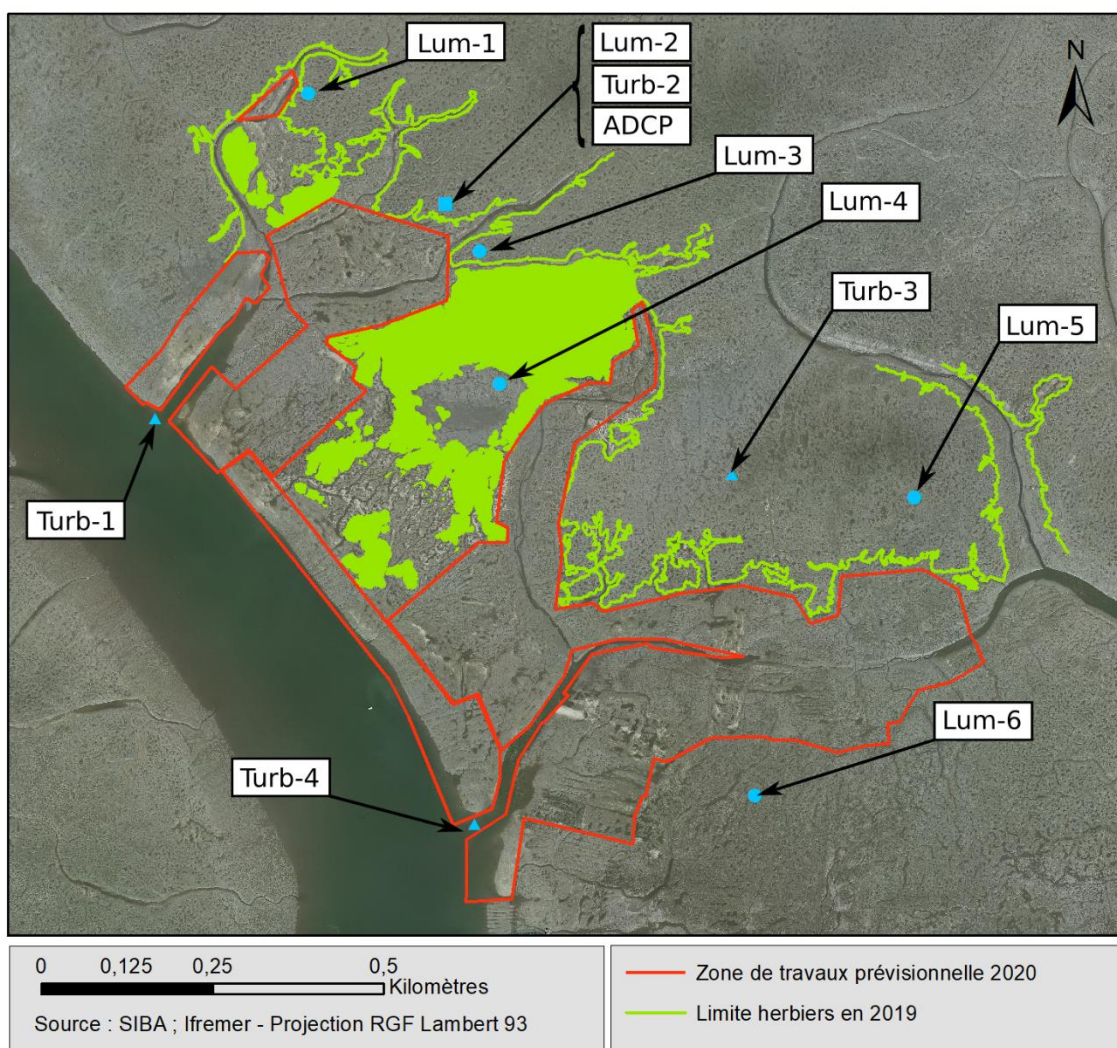 Lum-1
Lum-2
Turb-2
ADCP
N
Lum-3
Lum-4
Turb-3
Lum-5
Turb-1
Turb-4
Lum-6
0 0,125 0,25 0,5
Kilomètres
Source : SIBA ; Ifremer - Projection RGF Lambert 93
Zone de travaux prévisionnelle 2020
Limite herbiers en 2019